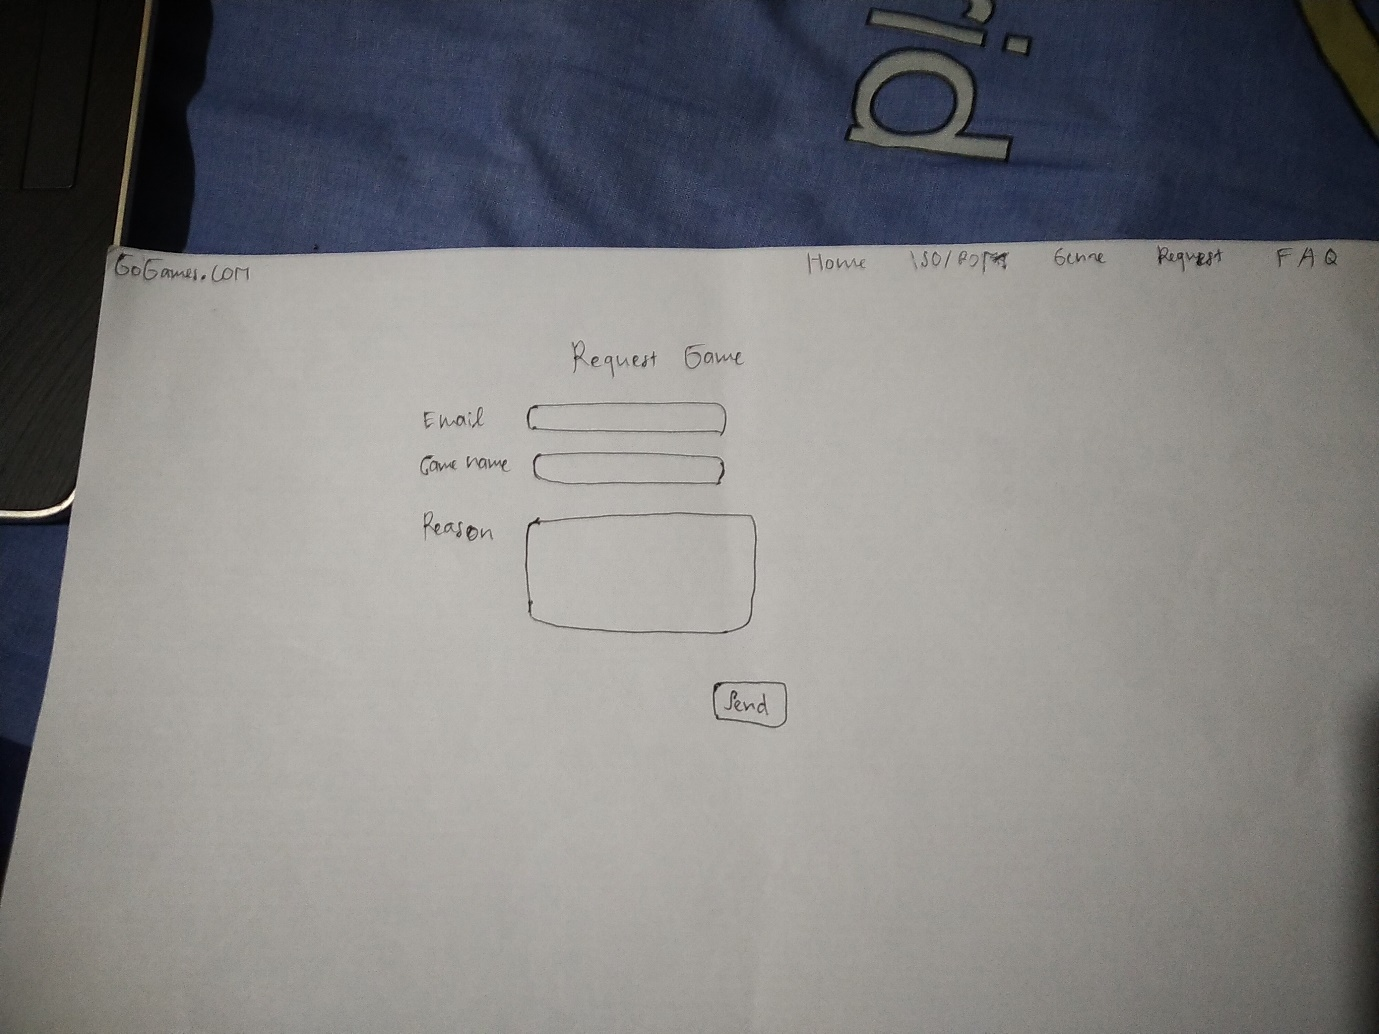 GoGames.com
Home
Genre
Request
FAQ
Request Game
Email
Game name
Reason
Send